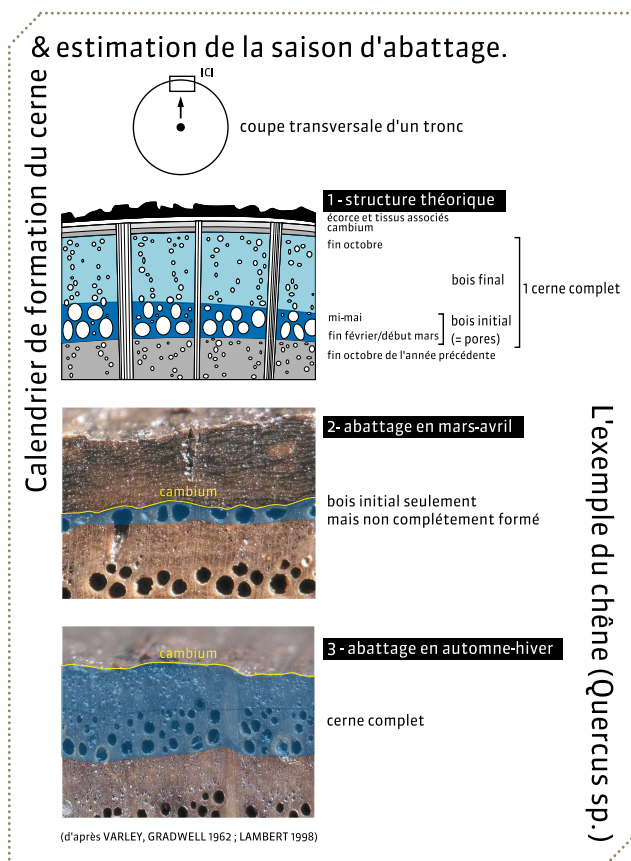 Calendrier de formation du cerne
& estimation de la saison d'abattage.
ICI
coupe transversale d'un tronc
1 - structure théorique
écorce et tissus associés
cambium
fin octobre
bois final
1 cerne complet
mi-mai
fin février/début mars
bois initial
(= pores)
fin octobre de l'année précédente
2- abattage en mars-avril
cambium
bois initial seulement
mais non complétement formé
3 - abattage en automne-hiver
cambium
cerne complet
L'exemple du chêne (Quercus sp.)
(d'après VARLEY, GRADWELL 1962 ; LAMBERT 1998)